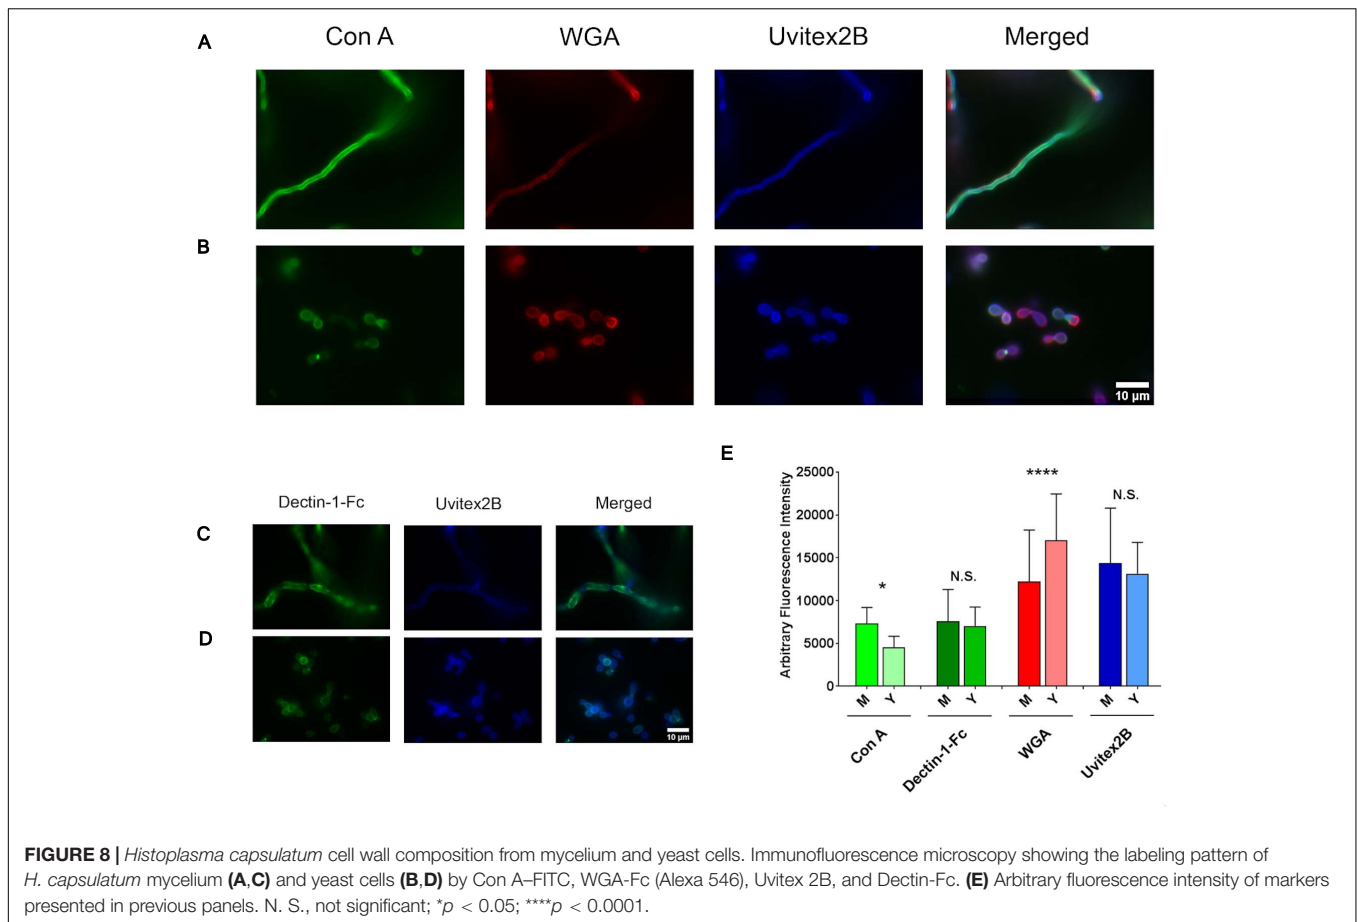 A
Con A
WGA
Uvitex2B
Merged
B
10 µm
Dectin-1-Fc
Uvitex2B
Merged
C
D
10 µm
E
Arbitrary Fluorescence Intensity
25000
20000
15000
10000
5000
0
*
N.S.
****
N.S.
M
Y
M
Y
M
Y
M
Y
Con A
Dectin-1-Fc
WGA
Uvitex2B
FIGURE 8 | Histoplasma capsulatum cell wall composition from mycelium and yeast cells. Immunofluorescence microscopy showing the labeling pattern of
H. capsulatum mycelium (A,C) and yeast cells (B,D) by Con A–FITC, WGA-Fc (Alexa 546), Uvitex 2B, and Dectin-Fc. (E) Arbitrary fluorescence intensity of markers
presented in previous panels. N. S., not significant; *p < 0.05; ****p < 0.0001.